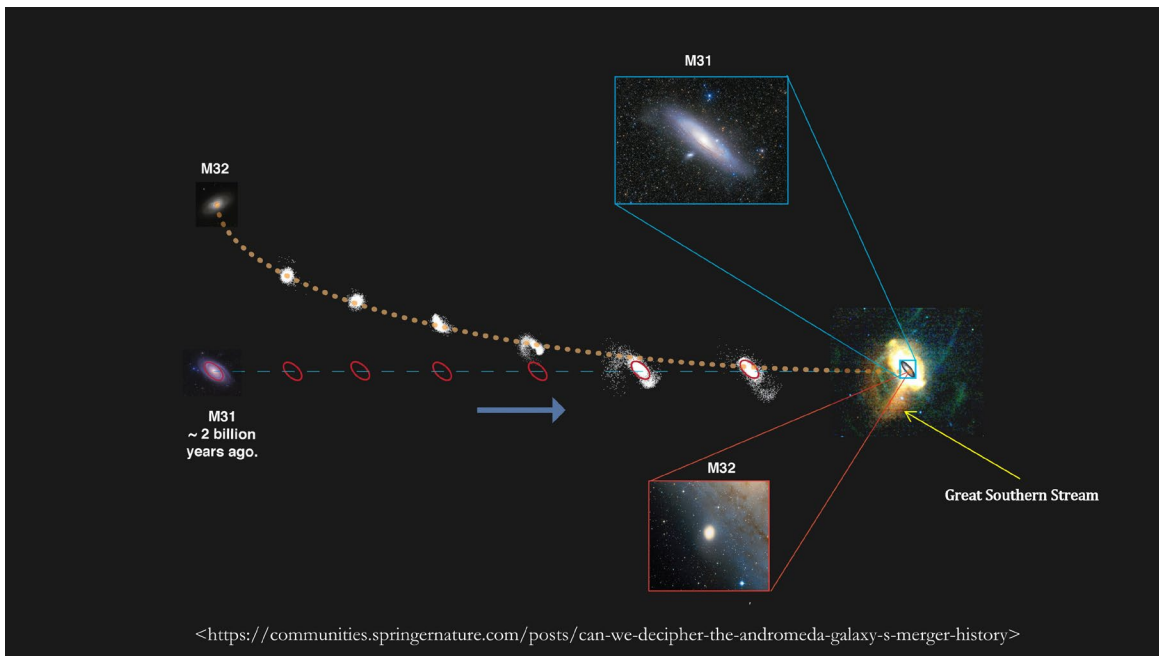 M31
M32
M31
~ 2 billion
years ago.
M32
Great Southern Stream
<https://communities.springernature.com/posts/can-we-decipher-the-andromeda-galaxy-s-merger-history>